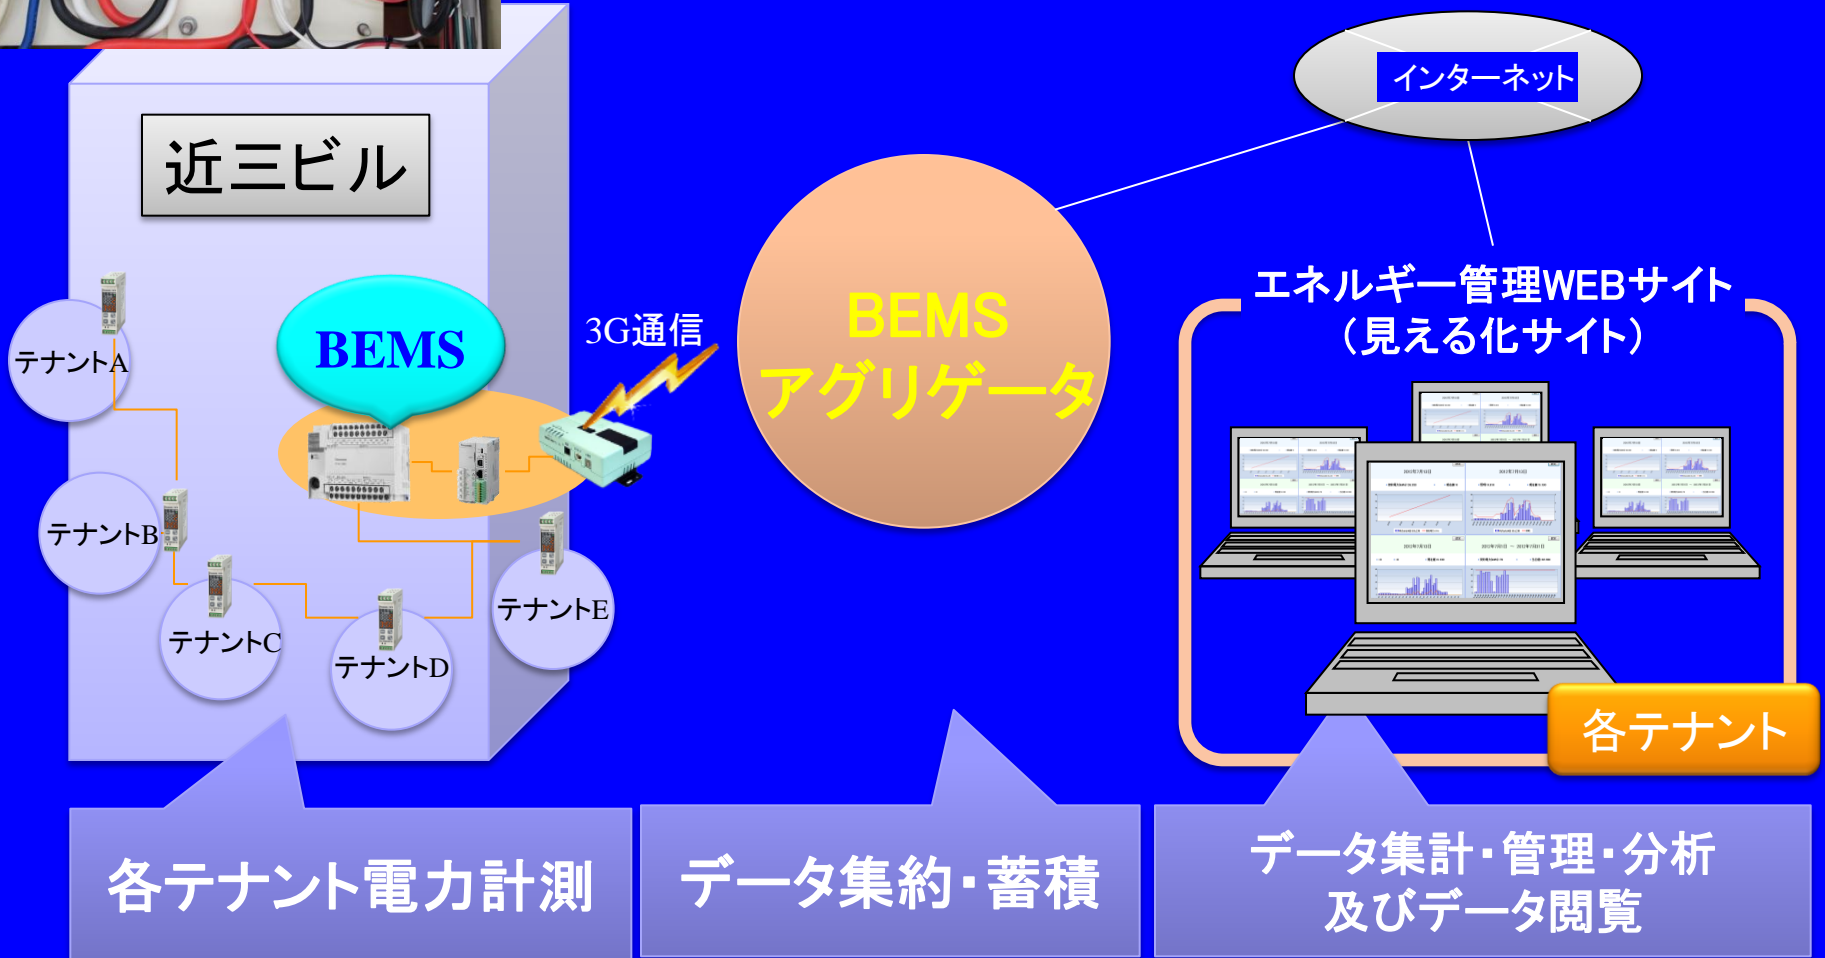 近三ビル
インターネット
BEMS
3G通信
テナントA
テナントB
テナントC
テナントD
テナントE
BEMS
アグリゲータ
エネルギー管理WEBサイト
（見える化サイト）
各テナント
各テナント電力計測
データ集約・蓄積
データ集計・管理・分析
及びデータ閲覧